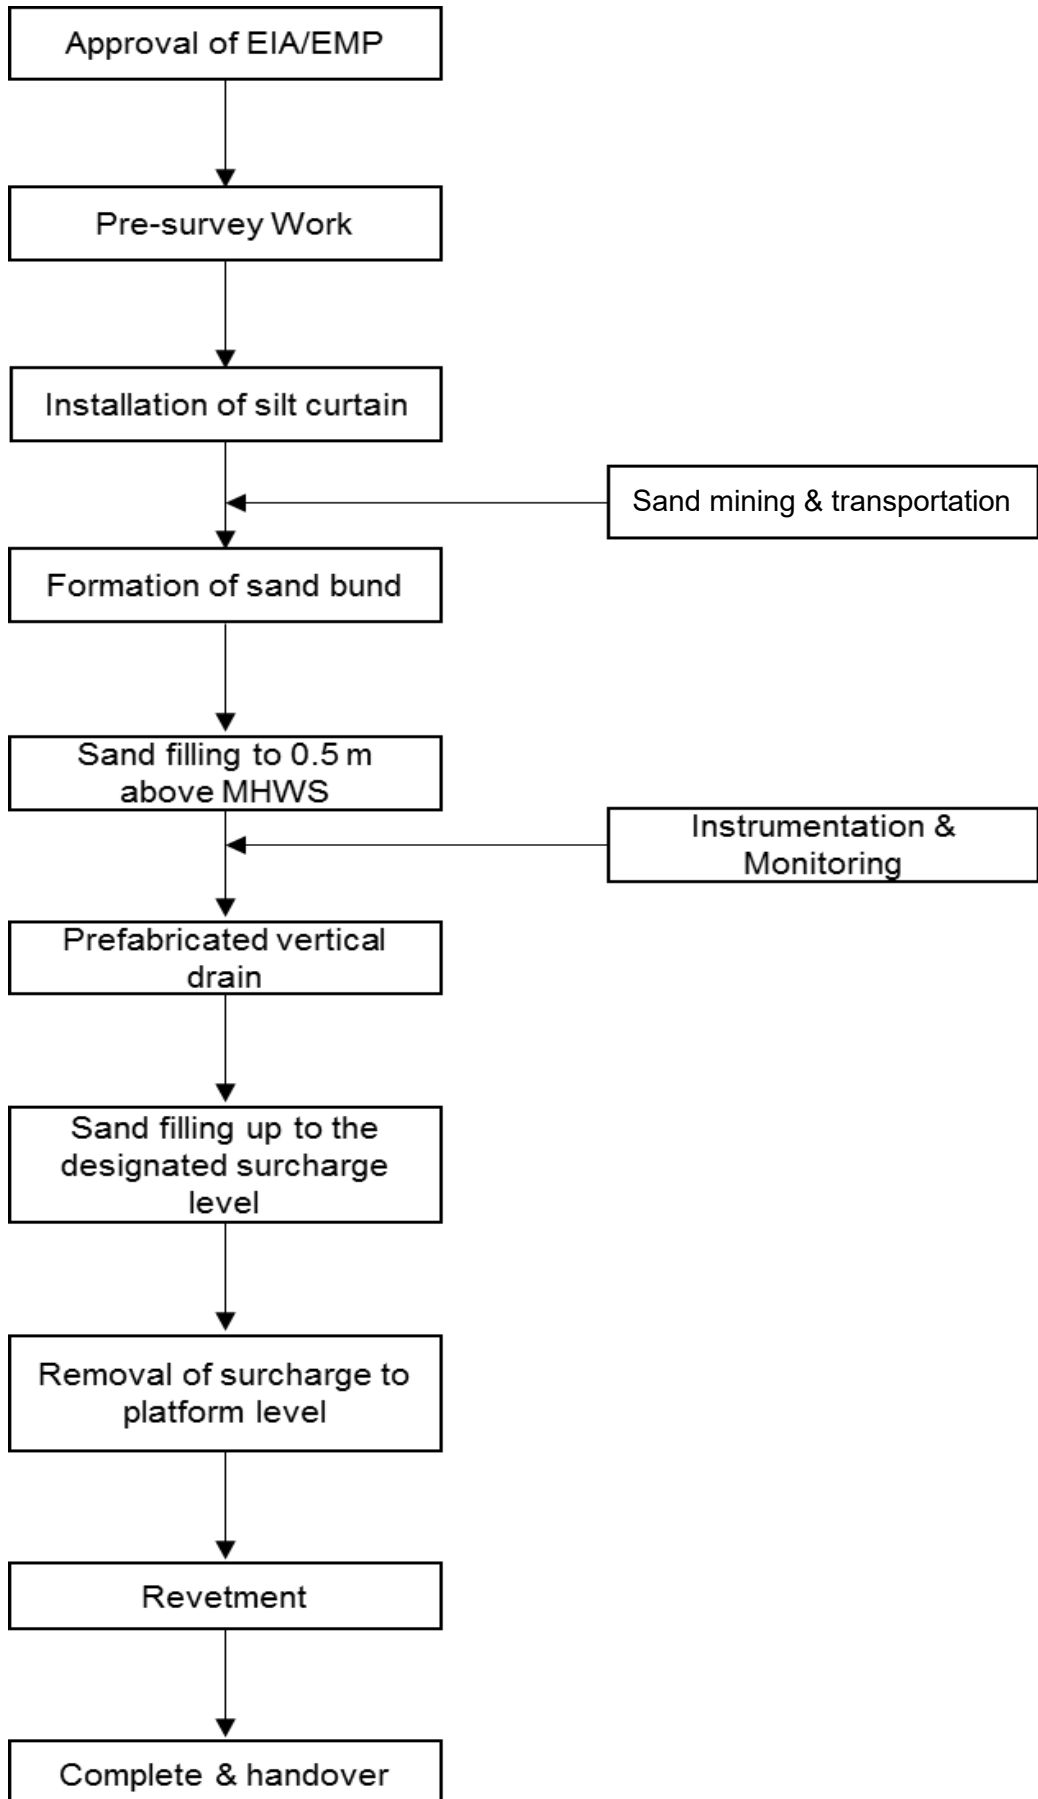 Approval of EIA/EMP
Pre-survey Work
Installation of silt curtain
Sand mining & transportation
Formation of sand bund
Sand filling to 0.5 m
above MHWS
Instrumentation &
Monitoring
Prefabricated vertical
drain
Sand filling up to the
designated surcharge
level
Removal of surcharge to
platform level
Revetment
Complete & handover